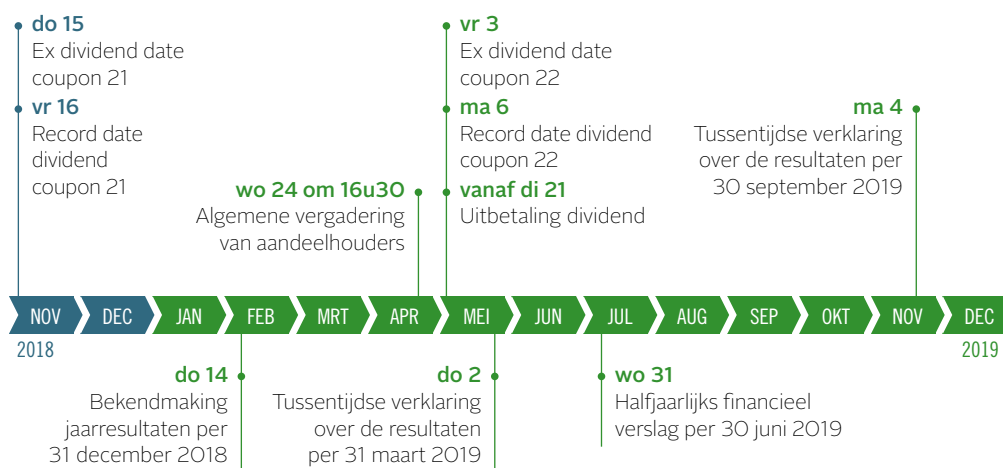 do 15
Ex dividend date
coupon 21
vr 16
Record date
dividend
coupon 21
wo 24 om 16u30
Algemene vergadering
van aandeelhouders
vr 3
Ex dividend date
coupon 22
ma 6
Record date dividend
coupon 22
vanaf di 21
Uitbetaling dividend
ma 4
Tussentijdse verklaring
over de resultaten per
30 september 2019
NOV DEC JAN FEB MRT APR MEI JUN JUL AUG SEP OKT NOV DEC
2018 2019
do 14
Bekendmaking
jaarresultaten per
31 december 2018
do 2
Tussentijdse verklaring
over de resultaten
per 31 maart 2019
wo 31
Halfjaarlijks financieel
verslag per 30 juni 2019